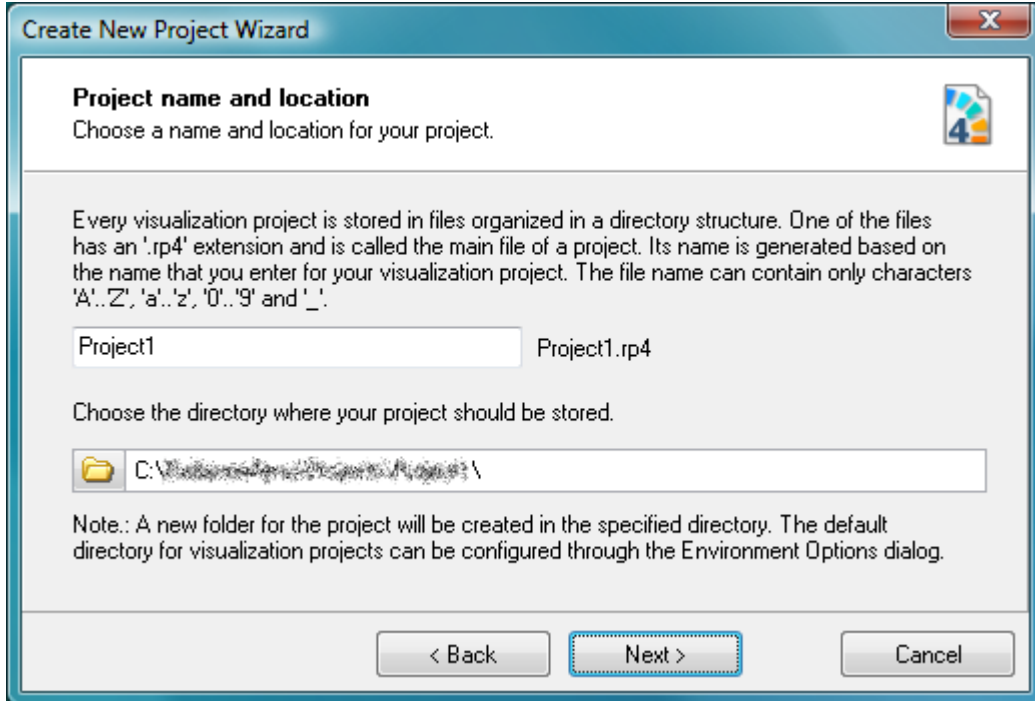 Create New Project Wizard
Project name and location
Choose a name and location for your project.
4
Every visualization project is stored in files organized in a directory structure. One of the files
has an '.rp4' extension and is called the main file of a project. Its name is generated based on
the name that you enter for your visualization project. The file name can contain only characters
'A'..'Z', 'a'..'z', '0'..'9' and '_'.
Project1
Project1.rp4
Choose the directory where your project should be stored.
C:\ \
Note.: A new folder for the project will be created in the specified directory. The default
directory for visualization projects can be configured through the Environment Options dialog.
< Back
Next >
Cancel